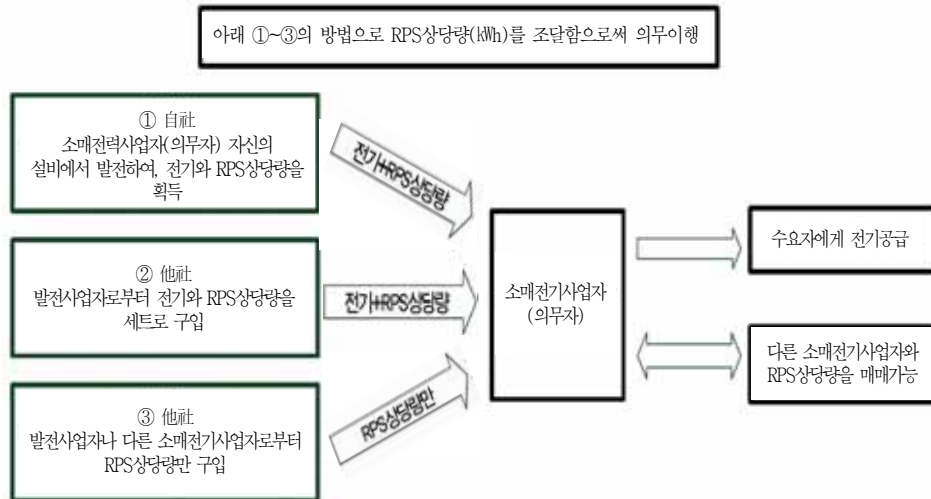 아래 ①~③의 방법으로 RPS상당량(kWh)를 조달함으로써 의무이행
① 自社
소매전력사업자(의무자) 자신의
설비에서 발전하여, 전기와 RPS상당량을
획득
전기+RPS상당량
② 他社
발전사업자로부터 전기와 RPS상당량을
세트로 구입
전기+RPS상당량
③ 他社
발전사업자나 다른 소매전기사업자로부터
RPS상당량만 구입
RPS상당량만
소매전기사업자
(의무자)
수요자에게 전기공급
다른 소매전기사업자와
RPS상당량을 매매가능